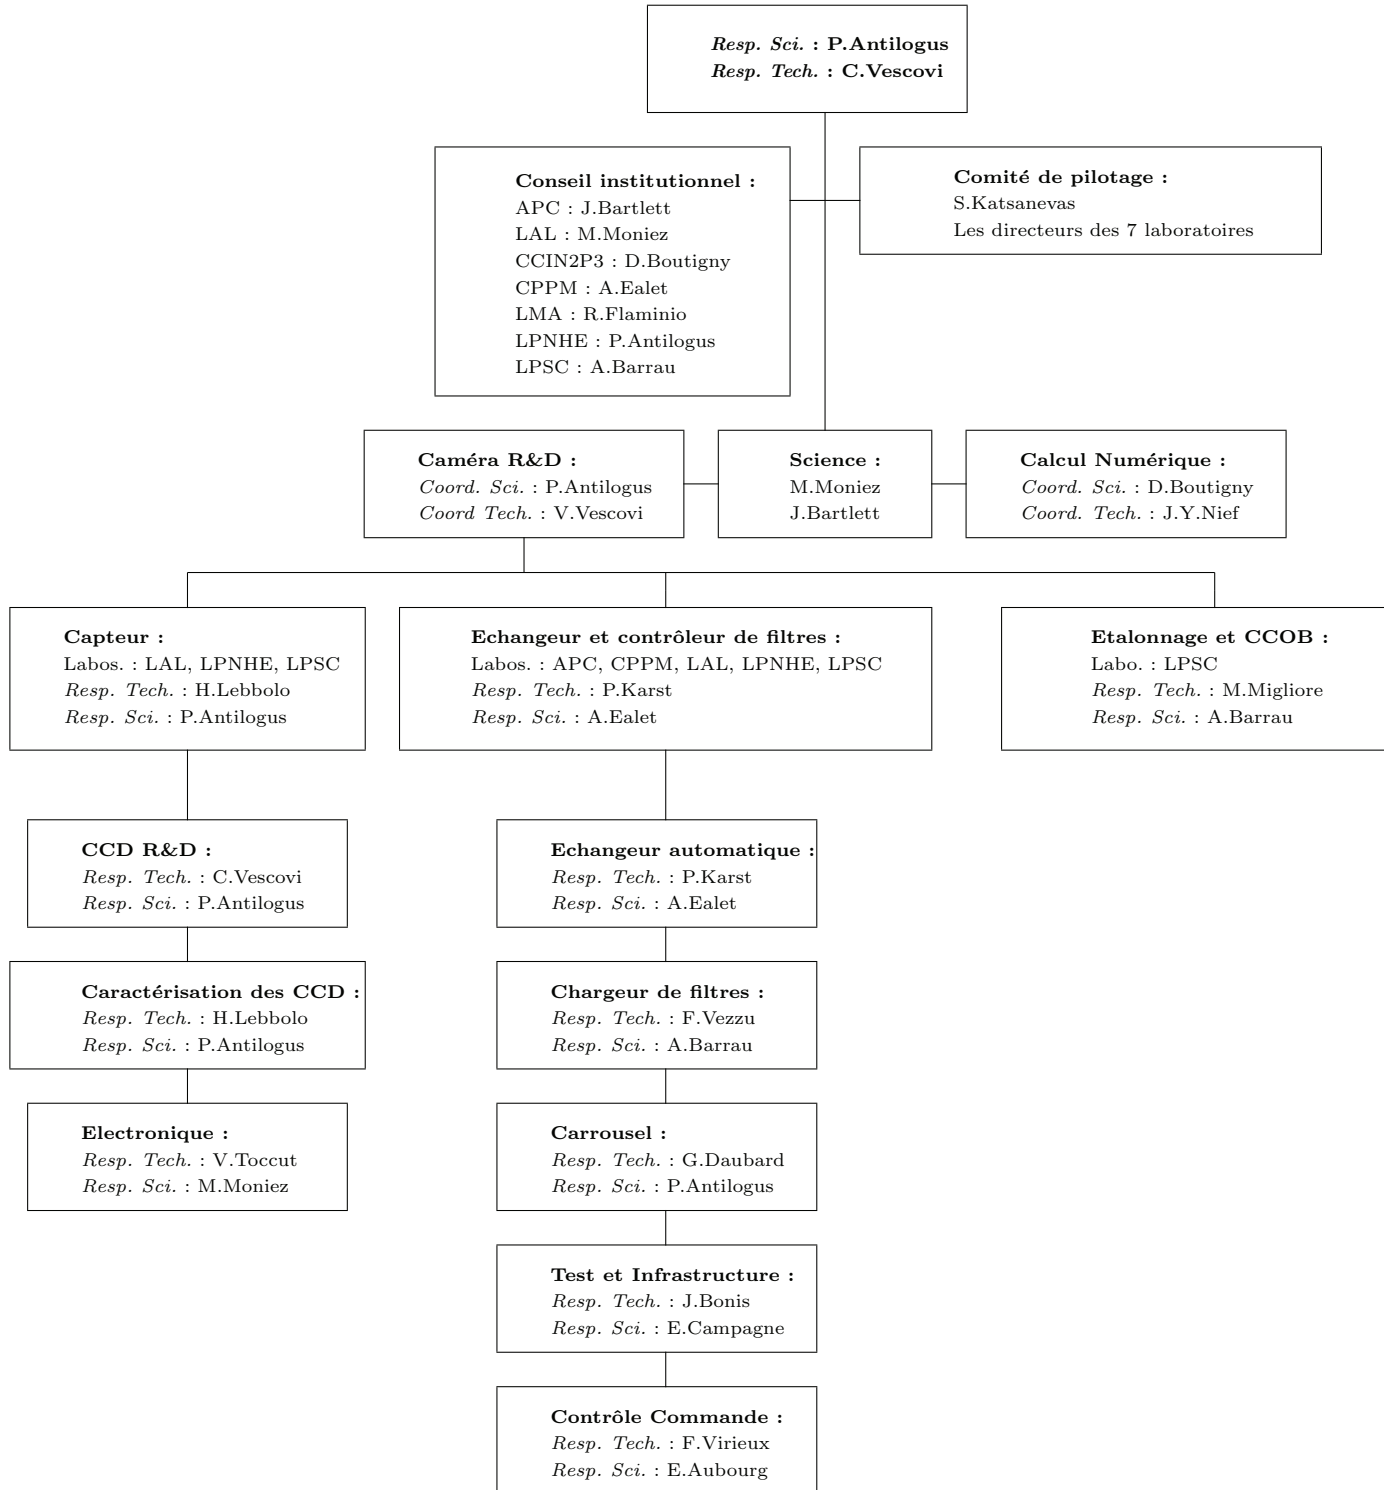 Resp. Sci. : P.Antilogus
Resp. Tech. : C.Vescovi
Conseil institutionnel :
APC : J.Bartlett
LAL : M.Moniez
CCIN2P3 : D.Boutigny
CPPM : A.Ealet
LMA : R.Flaminio
LPNHE : P.Antilogus
LPSC : A.Barrau
Comité de pilotage :
S.Katsanevas
Les directeurs des 7 laboratoires
Caméra R&D :
Coord. Sci. : P.Antilogus
Coord Tech. : V.Vescovi
Science :
M.Moniez
J.Bartlett
Calcul Numérique :
Coord. Sci. : D.Boutigny
Coord. Tech. : J.Y.Nief
Capteur :
Labos. : LAL, LPNHE, LPSC
Resp. Tech. : H.Lebbolo
Resp. Sci. : P.Antilogus
Echangeur et contrôleur de filtres :
Labos. : APC, CPPM, LAL, LPNHE, LPSC
Resp. Tech. : P.Karst
Resp. Sci. : A.Ealet
Etalonnage et CCOB :
Labo. : LPSC
Resp. Tech. : M.Migliore
Resp. Sci. : A.Barrau
CCD R&D :
Resp. Tech. : C.Vescovi
Resp. Sci. : P.Antilogus
Caractérisation des CCD :
Resp. Tech. : H.Lebbolo
Resp. Sci. : P.Antilogus
Electronique :
Resp. Tech. : V.Toccut
Resp. Sci. : M.Moniez
Echangeur automatique :
Resp. Tech. : P.Karst
Resp. Sci. : A.Ealet
Chargeur de filtres :
Resp. Tech. : F.Vezzu
Resp. Sci. : A.Barrau
Carrousel :
Resp. Tech. : G.Daubard
Resp. Sci. : P.Antilogus
Test et Infrastructure :
Resp. Tech. : J.Bonis
Resp. Sci. : E.Campagne
Contrôle Commande :
Resp. Tech. : F.Virieux
Resp. Sci. : E.Aubourg